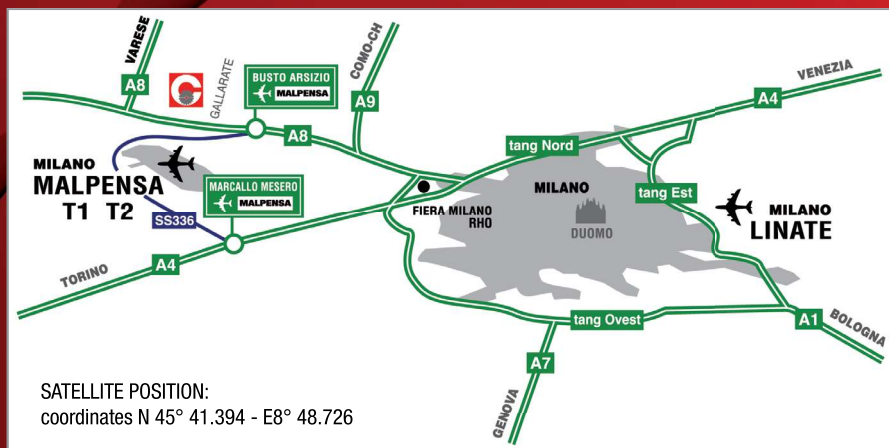 VARESE
A8
GALLARATE
BUSTO ARSIZIO
MALPENSA
COMO-CH
A9
VENEZIA
A4
A8
tang Nord
MILANO
MALPENSA
T1 T2
MARCALLO MESERO
MALPENSA
SS336
FIERA MILANO
RHO
MILANO
DUOMO
tang Est
MILANO
LINATE
TORINO
A4
tang Ovest
A1
BOLOGNA
A7
GENOVA
SATELLITE POSITION:
coordinates N 45° 41.394 - E8° 48.726